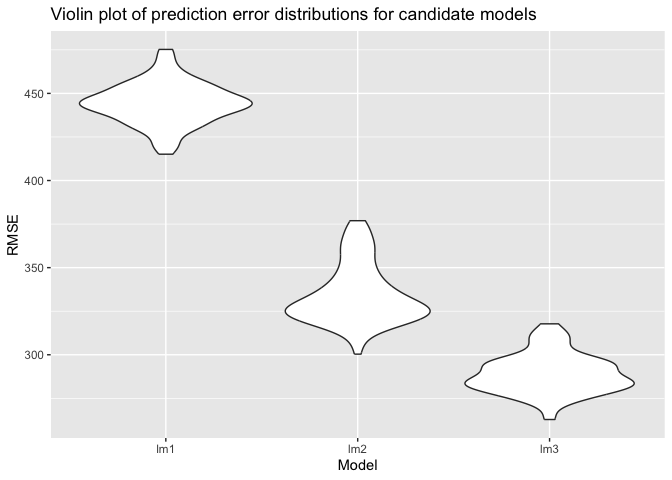 Violin plot of prediction error distributions for candidate models
RMSE
450
400
350
300
lm1 lm2 lm3
Model